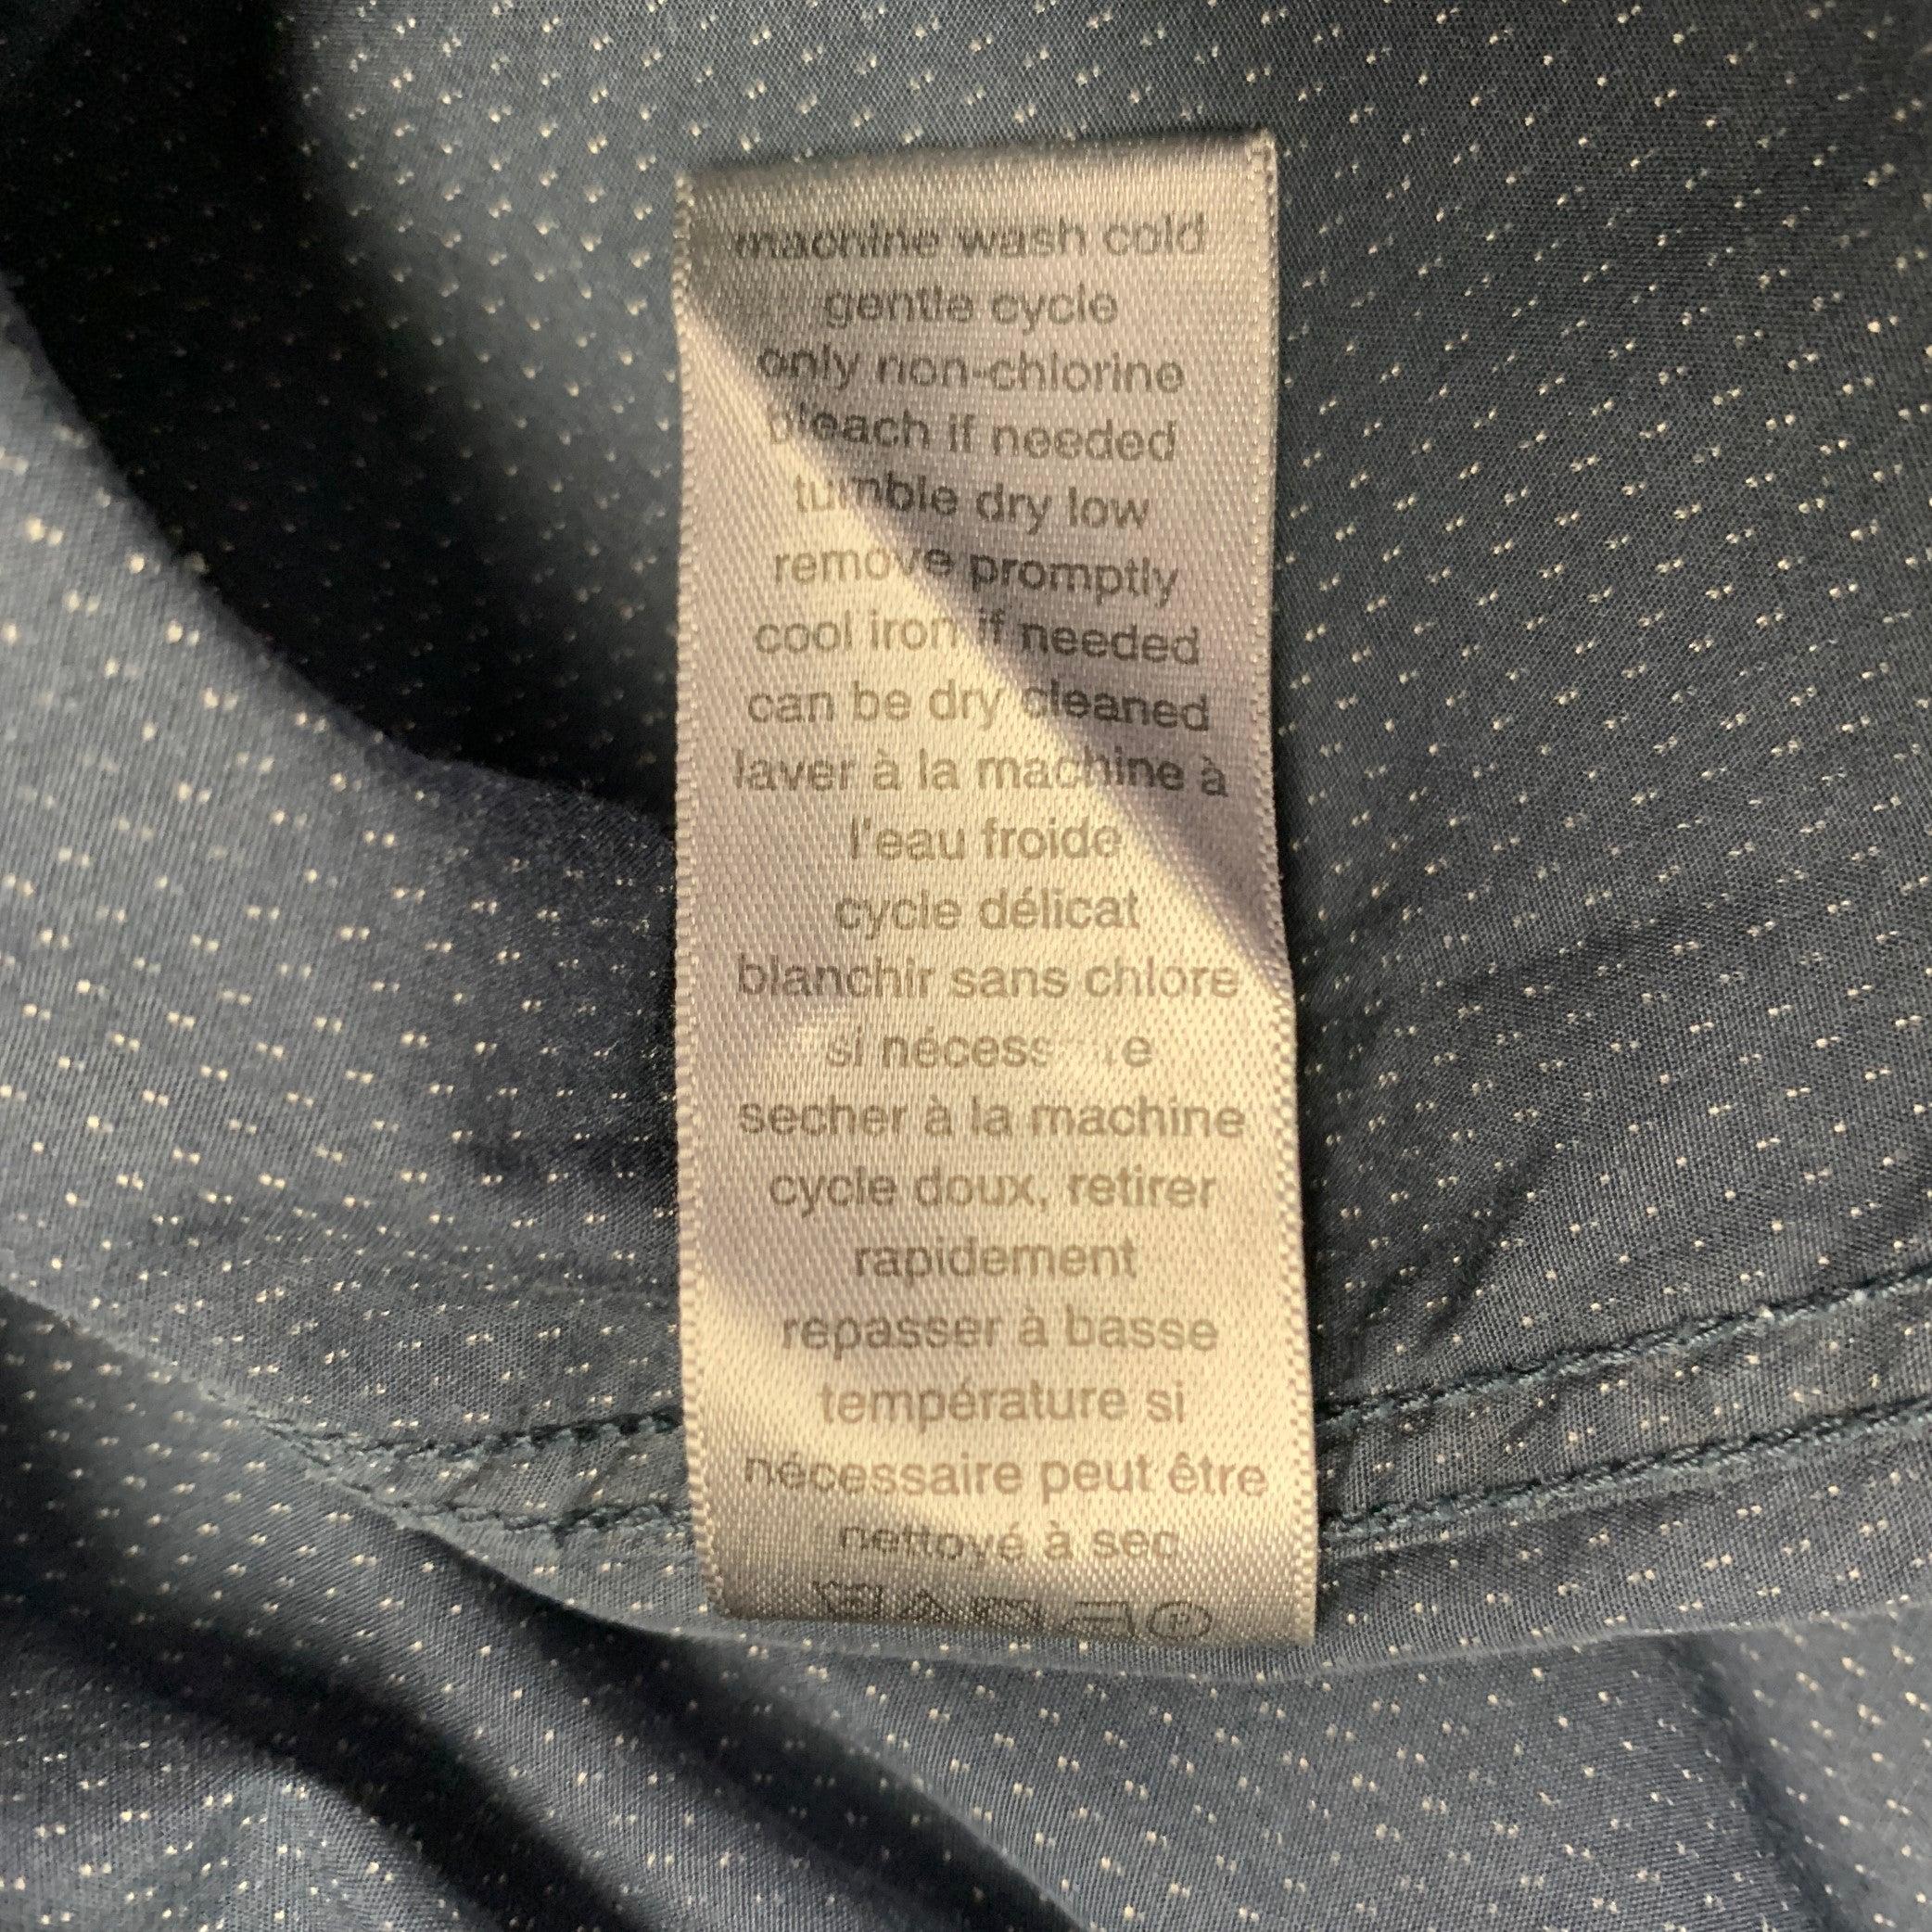 machine wash cold
gentle cycle
only non-chlorine
bleach if needed
tumble dry low
remove promptly
cool iron if needed
can be dry cleaned
laver à la machine à
l'eau froide
cycle délicat
blanchir sans chlore
si nécessaire
secher à la machine
cycle doux, retirer
rapidement
repasser à basse
température si
nécessaire peut être
nettoyé à sec